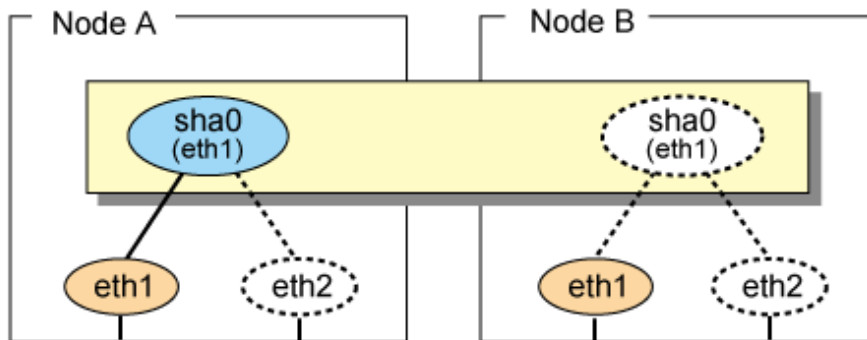 Node A
Node B
sha0
(eth1)
sha0
(eth1)
eth1
eth2
eth1
eth2